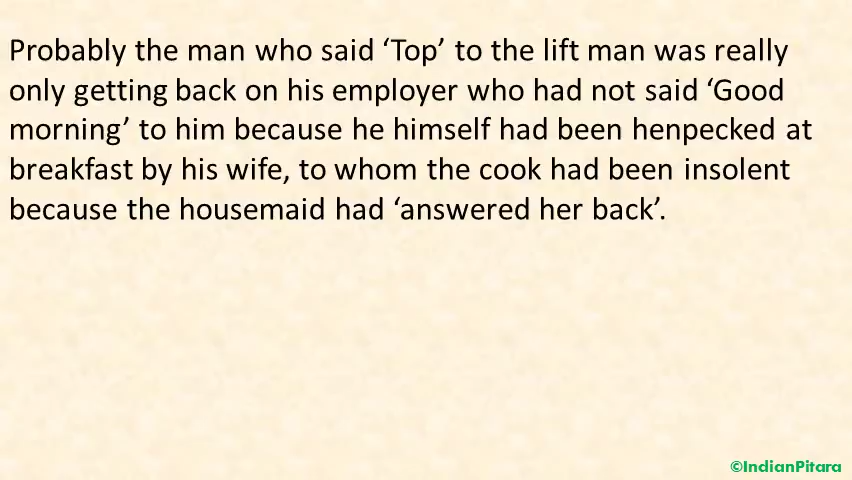 Probably the man who said ‘Top’ to the lift man was really
only getting back on his employer who had not said ‘Good
morning’ to him because he himself had been henpecked at
breakfast by his wife, to whom the cook had been insolent
because the housemaid had ‘answered her back’.
©IndianPitara